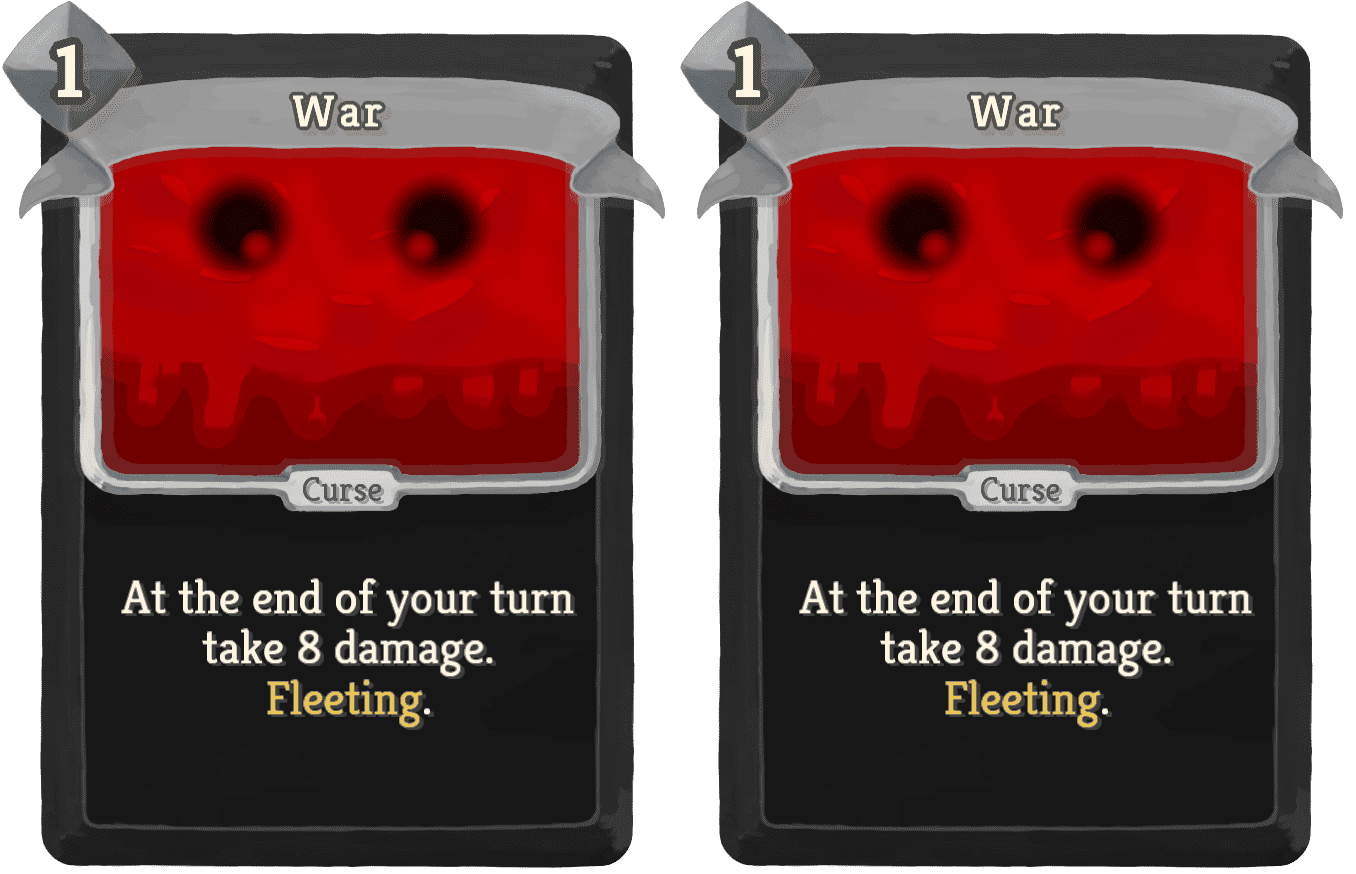 1
War
Curse
At the end of your turn
take 8 damage.
Fleeting.
1
War
Curse
At the end of your turn
take 8 damage.
Fleeting.